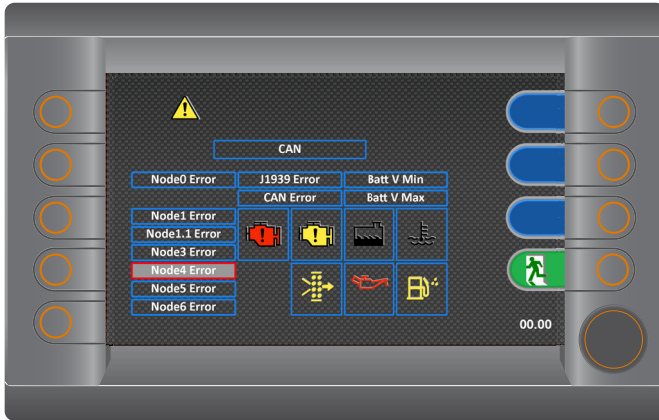 CAN
Node0 Error J1939 Error Batt V Min
CAN Error Batt V Max
Node1 Error
Node1.1 Error
Node3 Error
Node4 Error
Node5 Error
Node6 Error
00.00